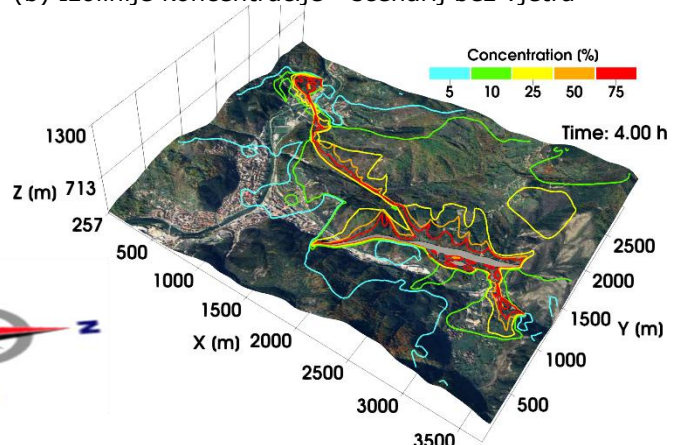 (b) Izolinije koncentracije - Scenarij bez vjetra
Concentration (%)
5 10 25 50 75
Time: 4.00 h
1300
Z (m) 713
257
500
1000
1500
X (m) 2000
2500
3000
3500
2500
2000
1500 Y (m)
1000
500
N